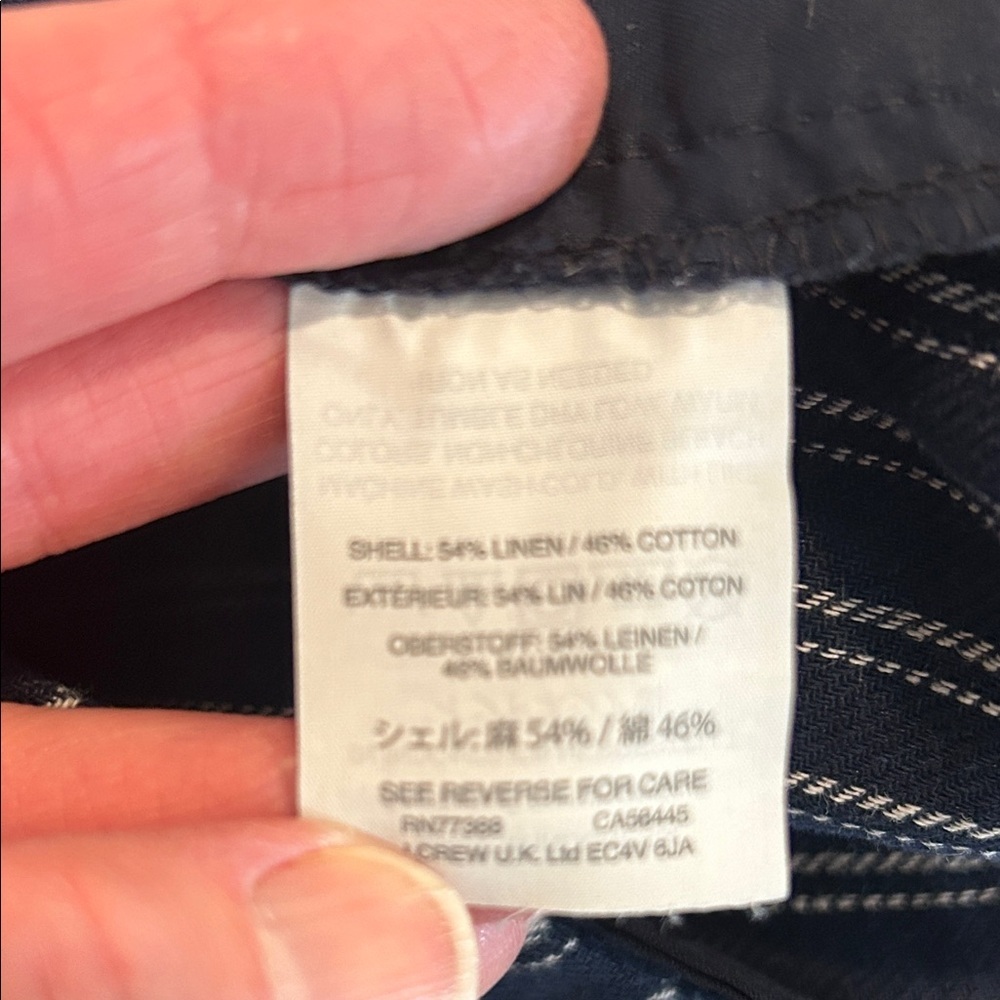 SHELL: 54% LINEN / 46% COTTON
EXTÉRIEUR: 54% LIN / 46% COTON
OBERSTOFF: 54% LEINEN /
46% BAUMWOLLE
シェル: 麻 54% / 綿 46%
SEE REVERSE FOR CARE
RN77388 CA56445
CREW U.K. Ltd EC4V 6JA